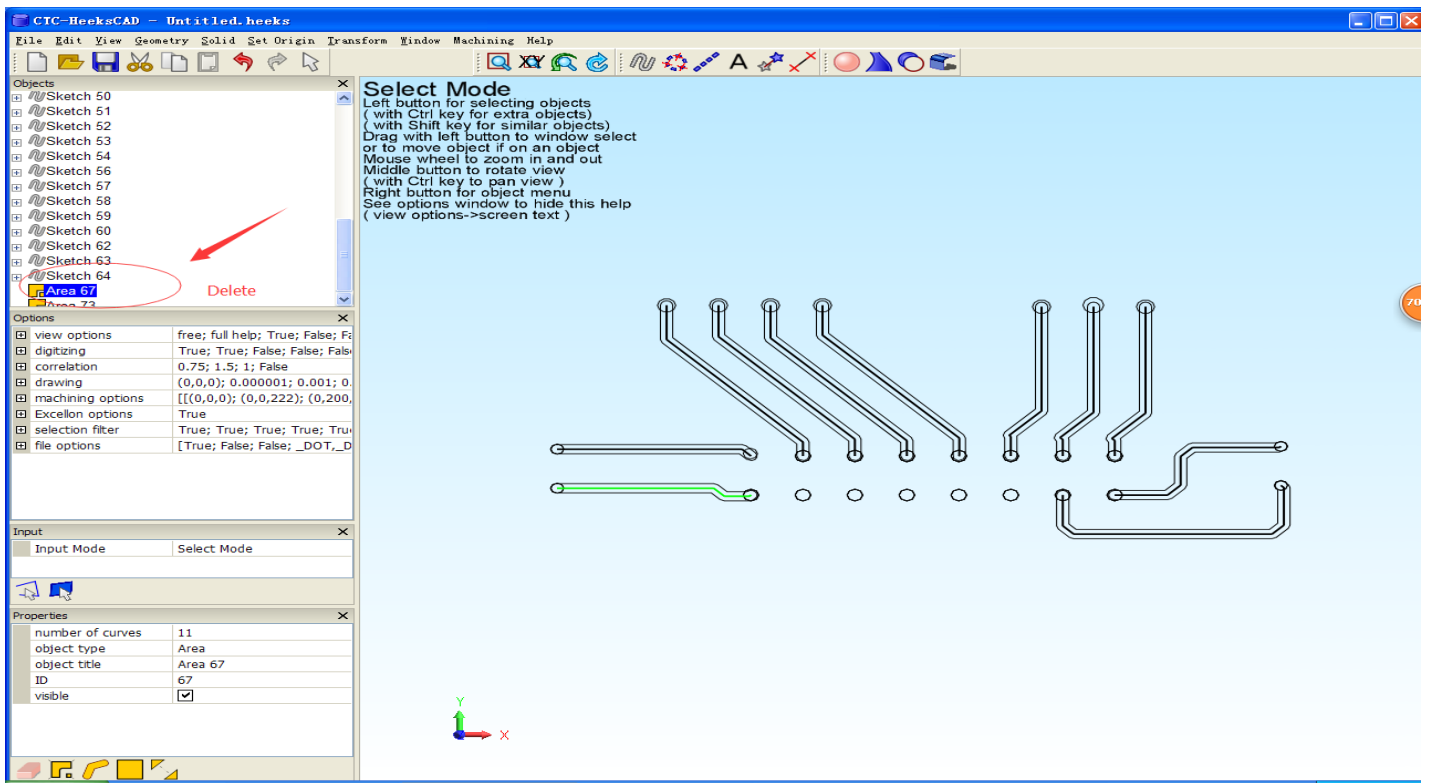 CTC-HeeksCAD - Untitled.heeks
File Edit View Geometry Solid Set Origin Transform Window Machining Help
Objects
Sketch 50
Sketch 51
Sketch 52
Sketch 53
Sketch 54
Sketch 56
Sketch 57
Sketch 58
Sketch 59
Sketch 60
Sketch 62
Sketch 63
Sketch 64
Area 67
Area 73
Delete
Options
view options free; full help; True; False; Fa
digitizing True; True; False; False; Fals
correlation 0.75; 1.5; 1; False
drawing (0,0,0); 0.000001; 0.001; 0.
machining options [[(0,0,0); (0,0,222); (0,200,
Excellon options True
selection filter True; True; True; True; Tru
file options [True; False; False; _DOT,_D
Input
Input Mode Select Mode
Properties
number of curves 11
object type Area
object title Area 67
ID 67
visible
Select Mode
Left button for selecting objects
( with Ctrl key for extra objects)
( with Shift key for similar objects)
Drag with left button to window select
or to move object if on an object
Mouse wheel to zoom in and out
Middle button to rotate view
( with Ctrl key to pan view )
Right button for object menu
See options window to hide this help
( view options->screen text )
70
Y
X